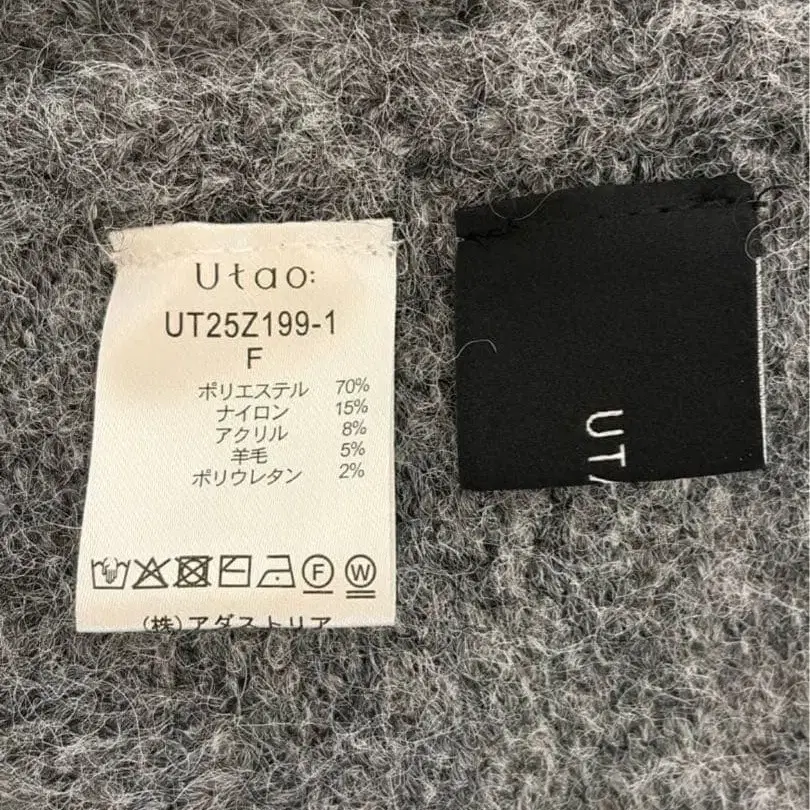 Utao:
UT25Z199-1
F
ポリエステル 70%
ナイロン 15%
アクリル 8%
羊毛 5%
ポリウレタン 2%
F W
(株)アダストリア
UTA